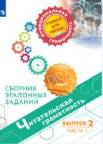 СБОРНИК
ЭТАЛОННЫХ
ЗАДАНИЙ
ВЫПУСК 2
ЧАСТЬ 1
Читательская
грамотность